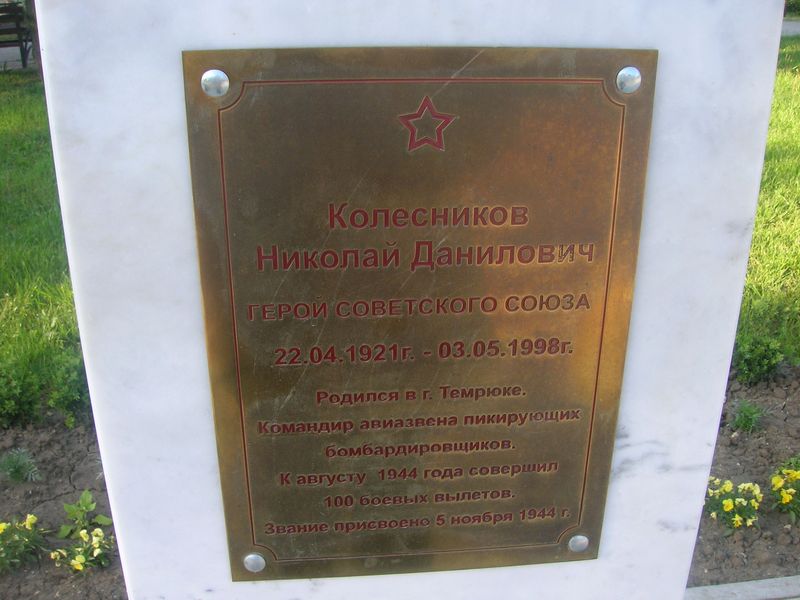 Колесников
Николай Данилович
ГЕРОЙ СОВЕТСКОГО СОЮЗА
22.04.1921г. - 03.05.1998г.
Родился в г. Темрюке.
Командир авиазвена пикирующих
бомбардировщиков.
К августу 1944 года совершил
100 боевых вылетов.
Звание присвоено 5 ноября 1944 г.